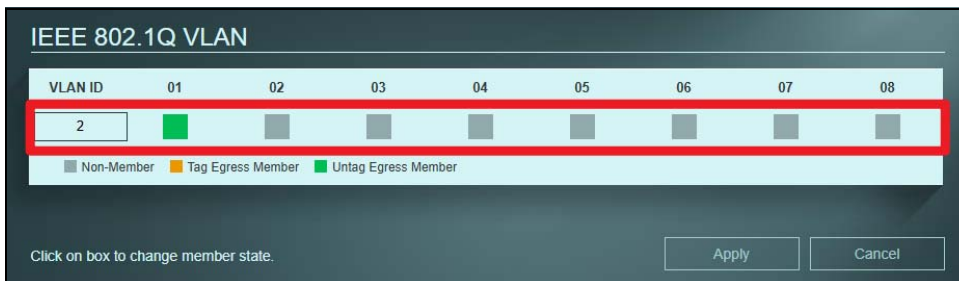 IEEE 802.1Q VLAN
VLAN ID 01 02 03 04 05 06 07 08
2
Non-Member Tag Egress Member Untag Egress Member
Click on box to change member state. Apply Cancel